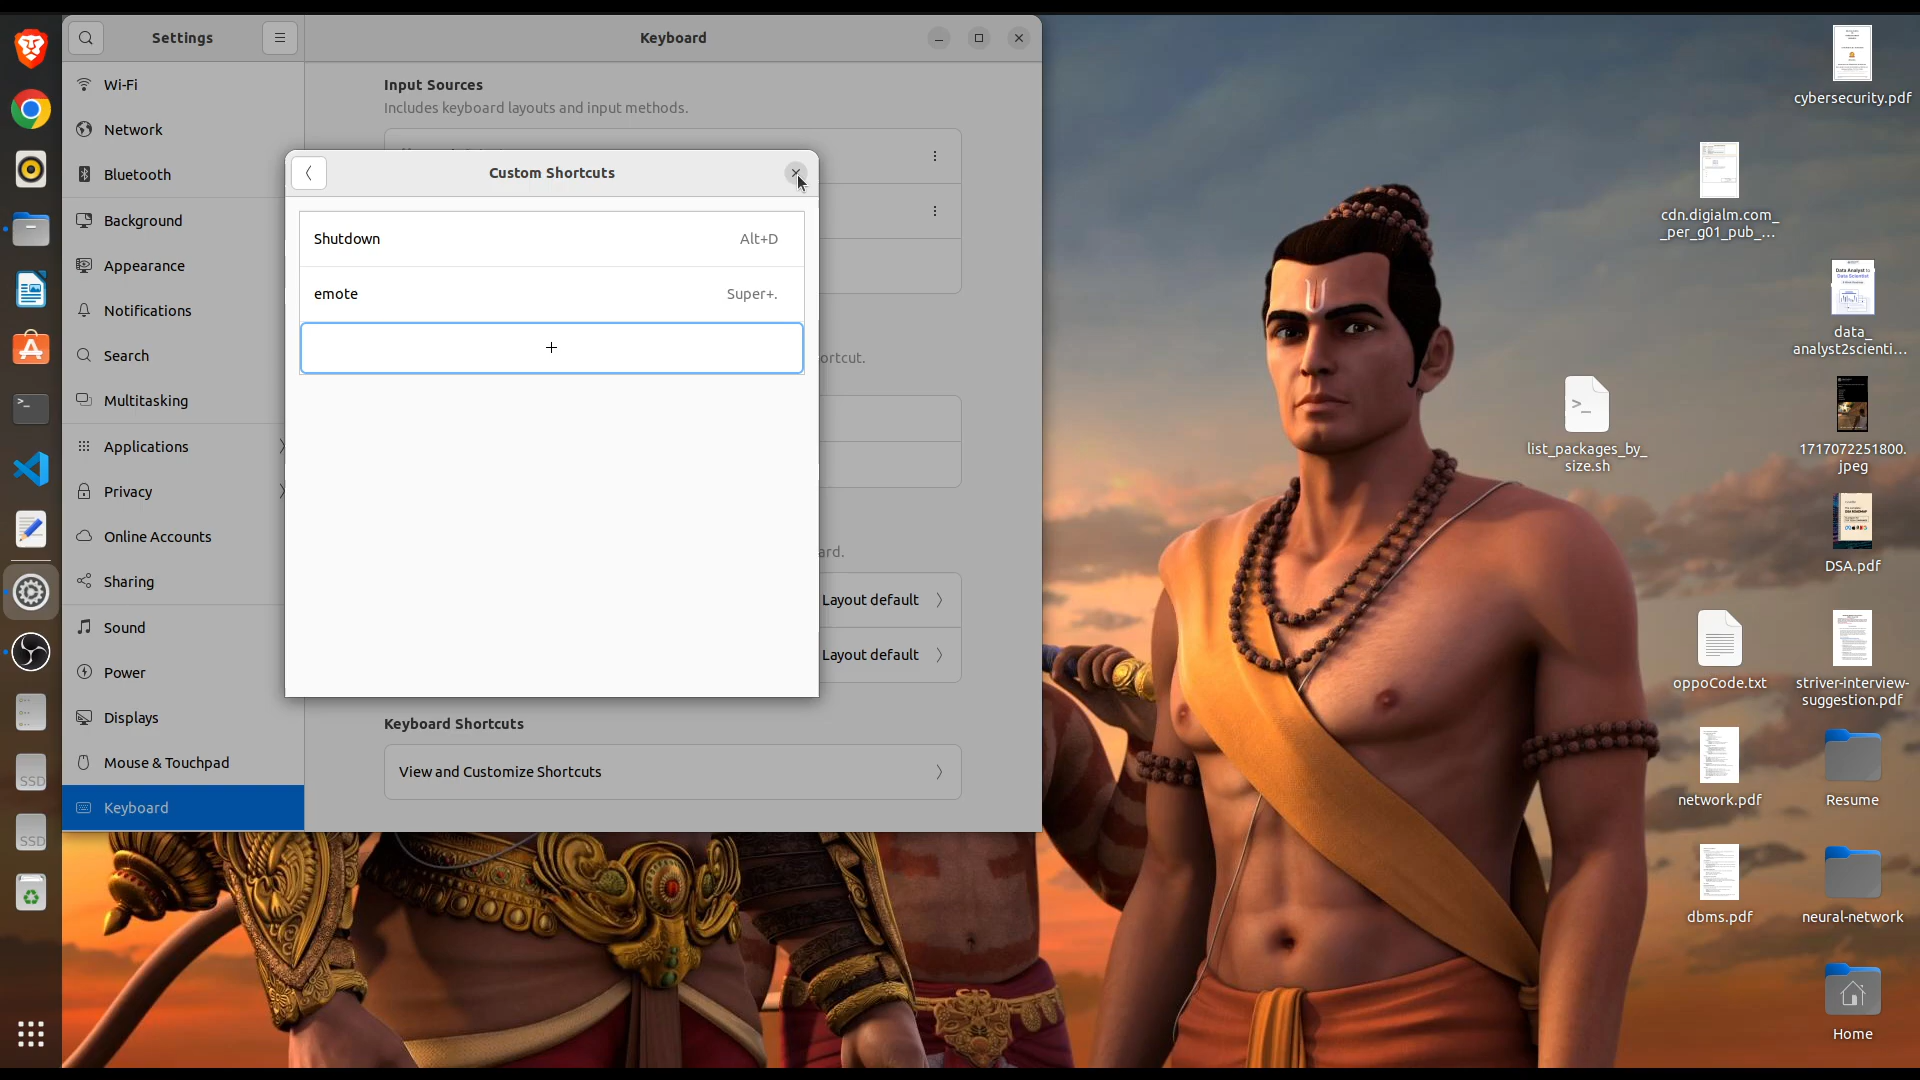 Settings
Keyboard
Wi-Fi
Network
Bluetooth
Background
Appearance
Notifications
Search
Multitasking
Applications
Privacy
Online Accounts
Sharing
Sound
Power
Displays
Mouse & Touchpad
Keyboard
Input Sources
Includes keyboard layouts and input methods.
Custom Shortcuts
Shutdown Alt+D
emote Super+.
+
ortcut.
ard.
Layout default
Layout default
Keyboard Shortcuts
View and Customize Shortcuts
SSD
SSD
cybersecurity.pdf
cdn.digialm.com_
_per_g01_pub_...
data_
analyst2scienti...
list_packages_by_
size.sh
1717072251800.
jpeg
DSA.pdf
oppoCode.txt
striver-interview-
suggestion.pdf
network.pdf
Resume
dbms.pdf
neural-network
Home